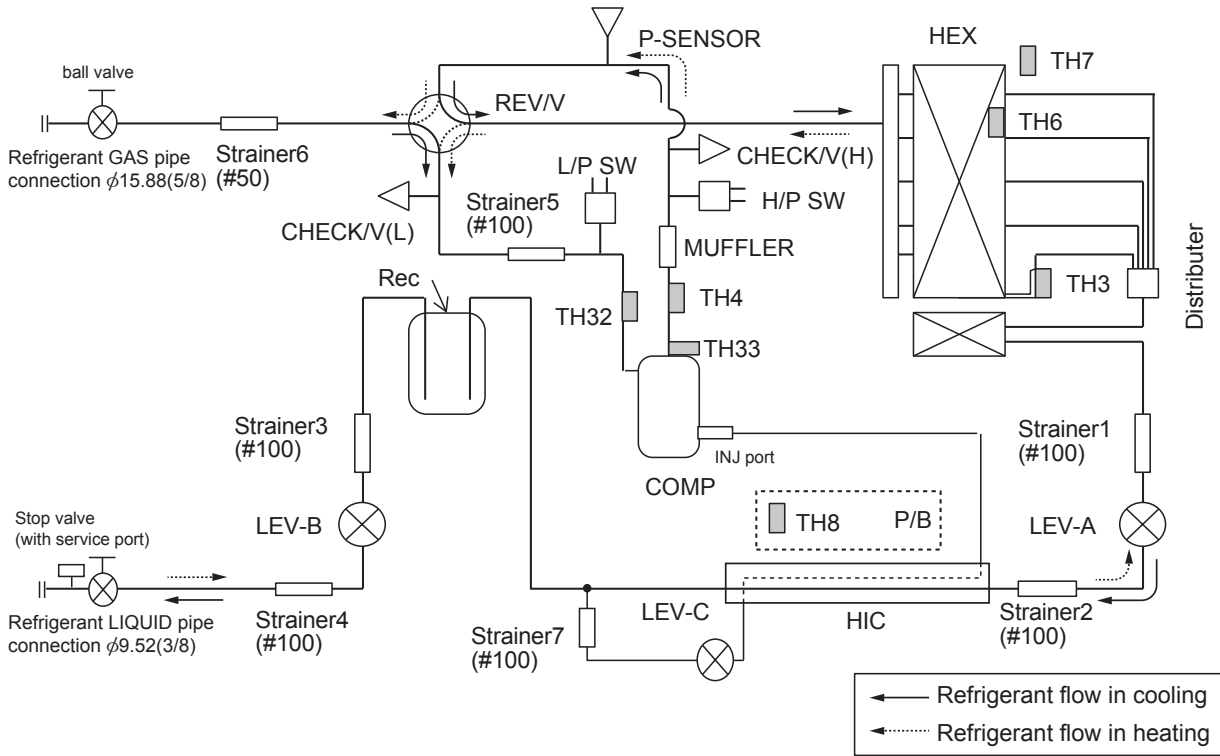 P-SENSOR
HEX
TH7
ball valve
REV/V
TH6
Refrigerant GAS pipe
connection ϕ15.88(5/8)
Strainer6
(#50)
CHECK/V(H)
L/P SW
H/P SW
Strainer5
(#100)
CHECK/V(L)
MUFFLER
Rec
TH32
TH4
TH3
Distributer
TH33
Strainer3
(#100)
Strainer1
(#100)
INJ port
COMP
Stop valve
(with service port)
LEV-B
TH8
P/B
LEV-A
Refrigerant LIQUID pipe
connection ϕ9.52(3/8)
Strainer4
(#100)
LEV-C
HIC
Strainer2
(#100)
Strainer7
(#100)
Refrigerant flow in cooling
Refrigerant flow in heating